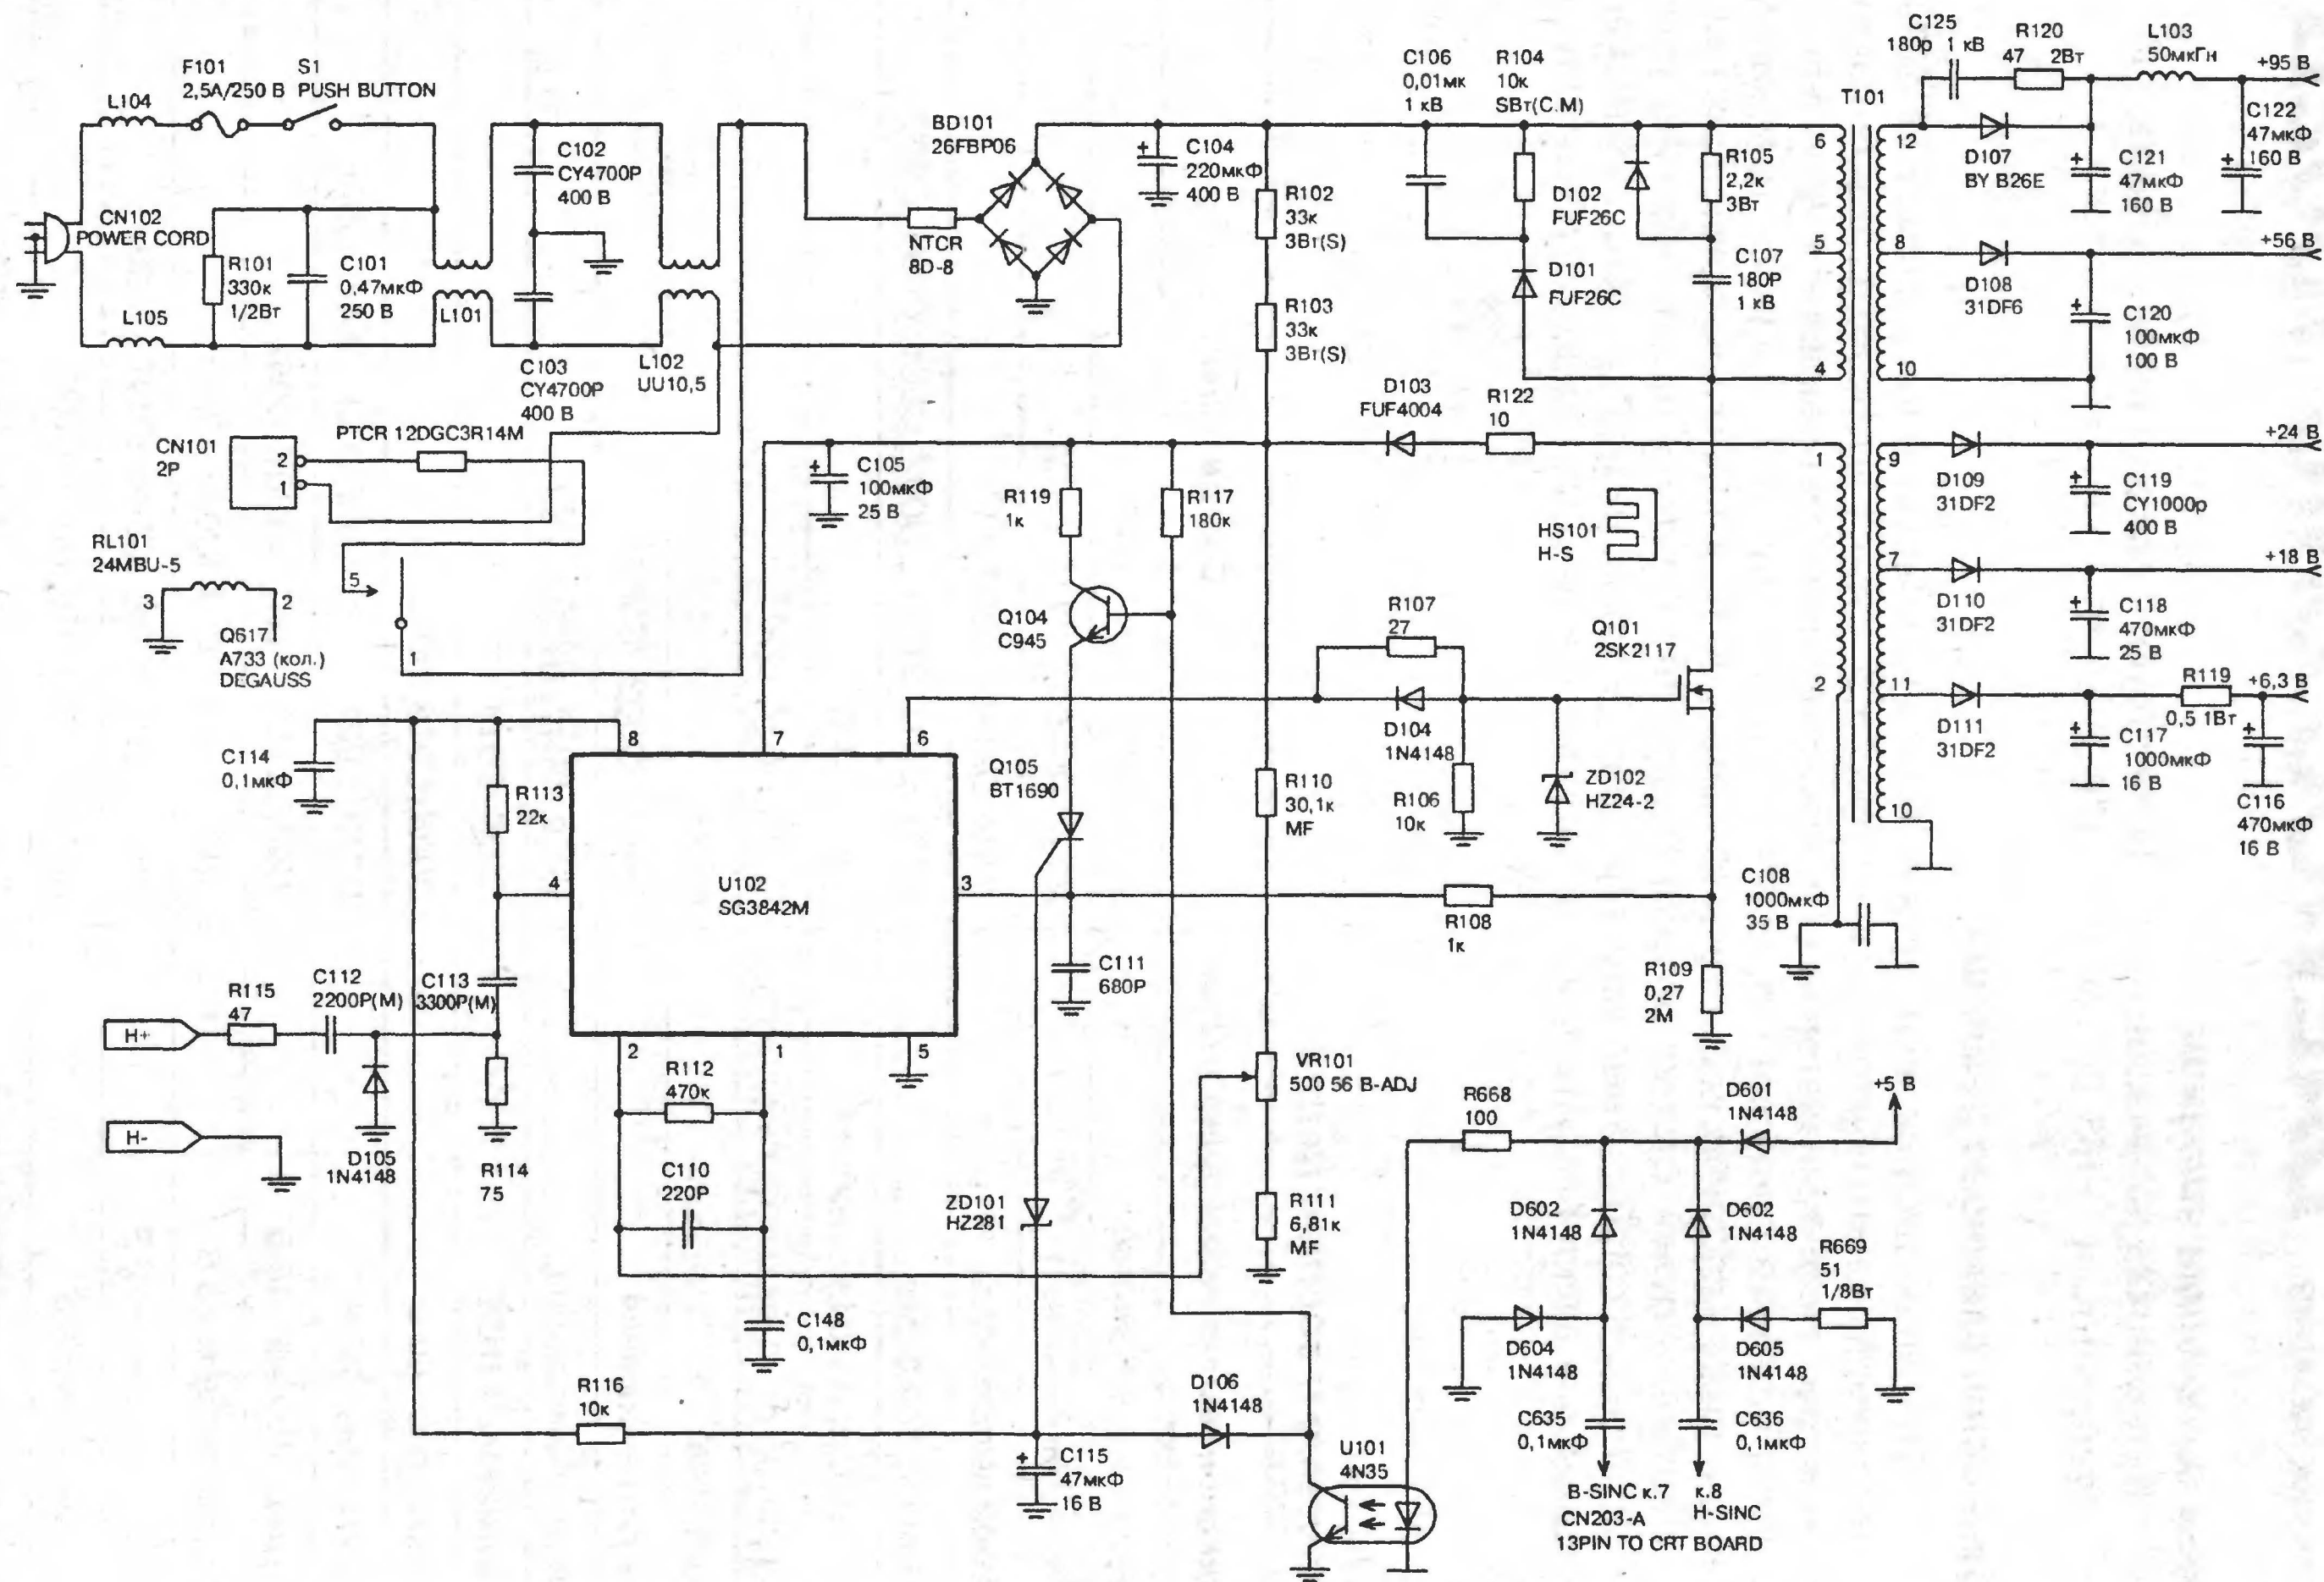 F101
2,5А/250 В
S1
PUSH BUTTON
L104
CN102
POWER CORD
L105
R101
330к
1/2Вт
C101
0,47мкФ
250 В
L101
C102
CY4700P
400 В
C103
CY4700P
400 В
L102
UU10,5
BD101
26FBP06
NTCR
8D-8
C104
220мкФ
400 В
R102
33к
3Вт(S)
R103
33к
3Вт(S)
C106
0,01мк
1 кВ
R104
10к
SВт(С.М)
D102
FUF26C
D101
FUF26C
R105
2,2к
3Вт
C107
180P
1 кВ
T101
6
5
4
1
2
12
8
10
9
7
11
10
C125
180р 1 кВ
R120
47 2Вт
L103
50мкГн
+95 В
C122
47мкФ
160 В
D107
BY B26E
C121
47мкФ
160 В
+56 В
D108
31DF6
C120
100мкФ
100 В
+24 В
D109
31DF2
C119
CY1000p
400 В
+18 В
D110
31DF2
C118
470мкФ
25 В
R119
0,5 1Вт
+6,3 В
D111
31DF2
C117
1000мкФ
16 В
C116
470мкФ
16 В
CN101
2P
2
1
PTCR 12DGC3R14M
RL101
24MBU-5
3
2
5
1
Q617
A733 (кол.)
DEGAUSS
C105
100мкФ
25 В
R119
1к
R117
180к
D103
FUF4004
R122
10
HS101
H-S
Q104
C945
R107
27
Q101
2SK2117
D104
1N4148
R106
10к
ZD102
HZ24-2
C114
0,1мкФ
R113
22к
8
7
6
4
3
2
1
5
U102
SG3842M
Q105
BT1690
R110
30,1к
MF
R108
1к
C108
1000мкФ
35 В
R109
0,27
2М
C111
680P
H+
R115
47
C112
2200P(M)
C113
3300P(M)
H-
D105
1N4148
R114
75
R112
470к
C110
220P
C148
0,1мкФ
ZD101
HZ281
VR101
500 56 B-ADJ
R111
6,81к
MF
R116
10к
D106
1N4148
C115
47мкФ
16 В
U101
4N35
R668
100
D601
1N4148
+5 В
D602
1N4148
D602
1N4148
R669
51
1/8Вт
D604
1N4148
D605
1N4148
C635
0,1мкФ
C636
0,1мкФ
B-SINC к.7
к.8
CN203-A
H-SINC
13PIN TO CRT BOARD